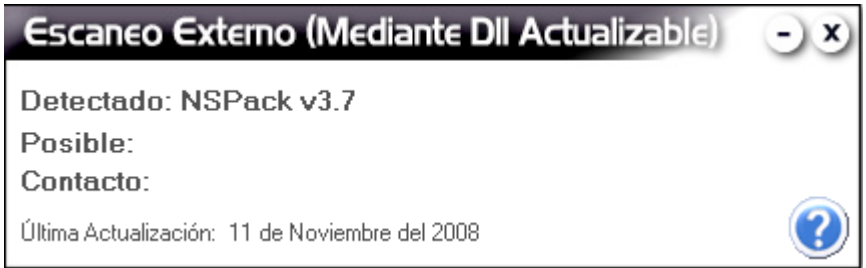 Escaneo Externo (Mediante Dll Actualizable)
Detectado: NSPack v3.7
Posible:
Contacto:
Última Actualización: 11 de Noviembre del 2008